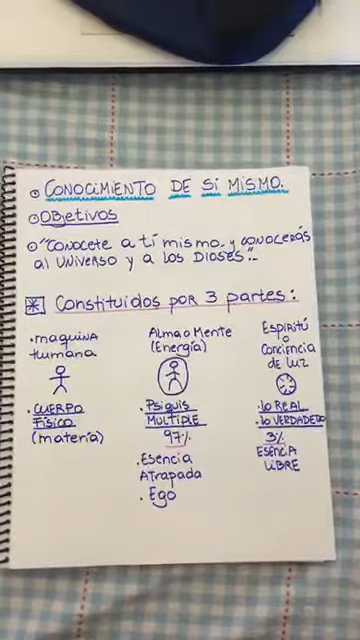 CONOCIMIENTO DE SI MISMO.
OBJETIVOS
"CONOCETE a ti mismo. y CONOCERÁS
al UNIVERSO y a LOS DIOSES"..
Constituidos por 3 partes:
maquina
Humana
CUERPO
FÍSICO
(materia)
Alma o Mente
(Energía)
Psiquis
MULTIPLE
97%
Esencia
ATrapada
Ego
Espiritú
o
Conciencia
de luz
lo REAL
lo VERDADERO
3%
ESENCIA
LIBRE